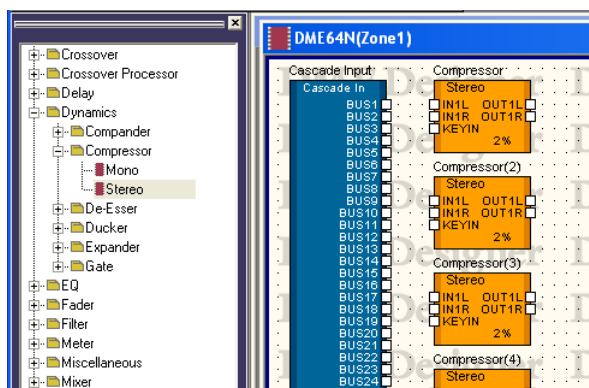 Crossover
Crossover Processor
Delay
Dynamics
Compander
Compressor
Mono
Stereo
De-Esser
Ducker
Expander
Gate
EQ
Fader
Filter
Meter
Miscellaneous
Mixer
DME64N(Zone1)
Cascade Input
Cascade In
BUS1
BUS2
BUS3
BUS4
BUS5
BUS6
BUS7
BUS8
BUS9
BUS10
BUS11
BUS12
BUS13
BUS14
BUS15
BUS16
BUS17
BUS18
BUS19
BUS20
BUS21
BUS22
BUS23
BUS24
Compressor
Stereo
IN1L OUT1L
IN1R OUT1R
KEYIN
2%
Compressor(2)
Stereo
IN1L OUT1L
IN1R OUT1R
KEYIN
2%
Compressor(3)
Stereo
IN1L OUT1L
IN1R OUT1R
KEYIN
2%
Compressor(4)
Stereo